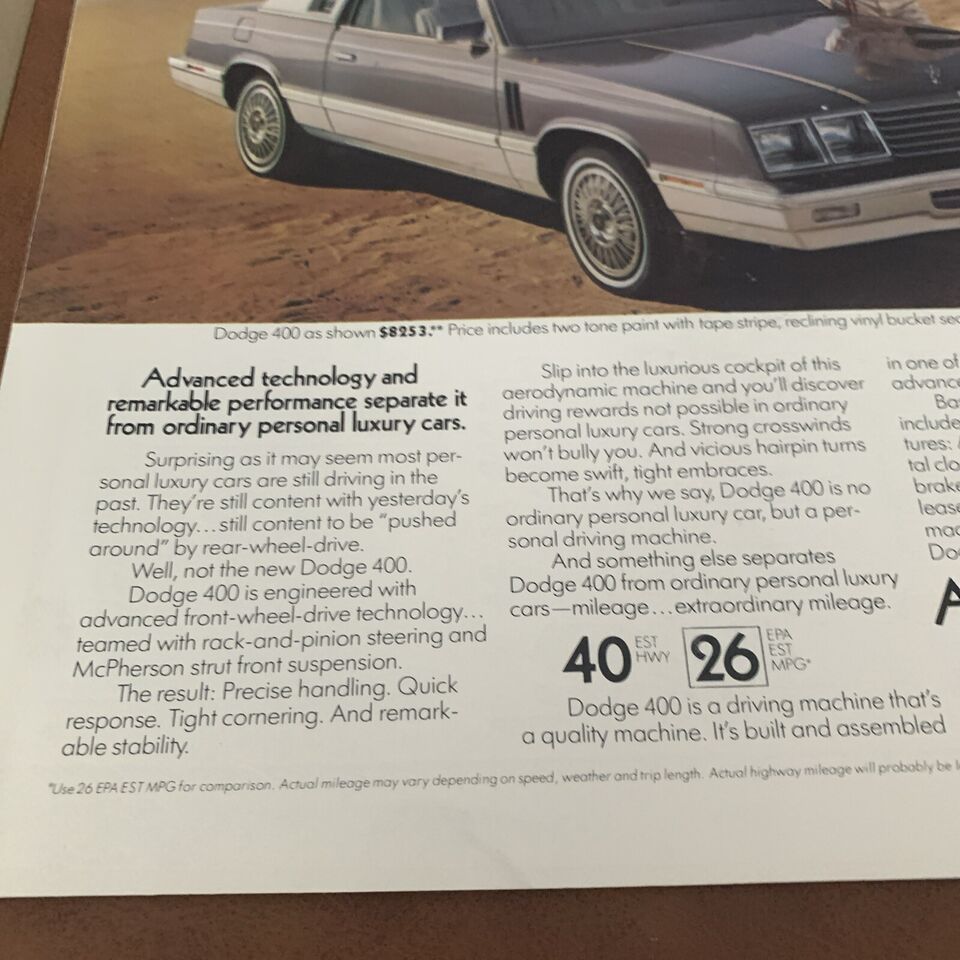 Dodge 400 as shown $8253.** Price includes two tone paint with tape stripe, reclining vinyl bucket
Advanced technology and
remarkable performance separate it
from ordinary personal luxury cars.
Surprising as it may seem most per-
sonal luxury cars are still driving in the
past. They're still content with yesterday's
technology...still content to be "pushed
around" by rear-wheel-drive.
Well, not the new Dodge 400.
Dodge 400 is engineered with
advanced front-wheel-drive technology...
teamed with rack-and-pinion steering and
McPherson strut front suspension.
The result: Precise handling. Quick
response. Tight cornering. And remark-
able stability.
Slip into the luxurious cockpit of this
aerodynamic machine and you'll discover
driving rewards not possible in ordinary
personal luxury cars. Strong crosswinds
won't bully you. And vicious hairpin turns
become swift, tight embraces.
That's why we say, Dodge 400 is no
ordinary personal luxury car, but a per-
sonal driving machine.
And something else separates
Dodge 400 from ordinary personal luxury
cars—mileage...extraordinary mileage.
40 EST HWY 26 EPA EST MPG*
Dodge 400 is a driving machine that's
a quality machine. It's built and assembled
in one of
*Use 26 EPA EST MPG for comparison. Actual mileage may vary depending on speed, weather and trip length. Actual highway mileage will probably be